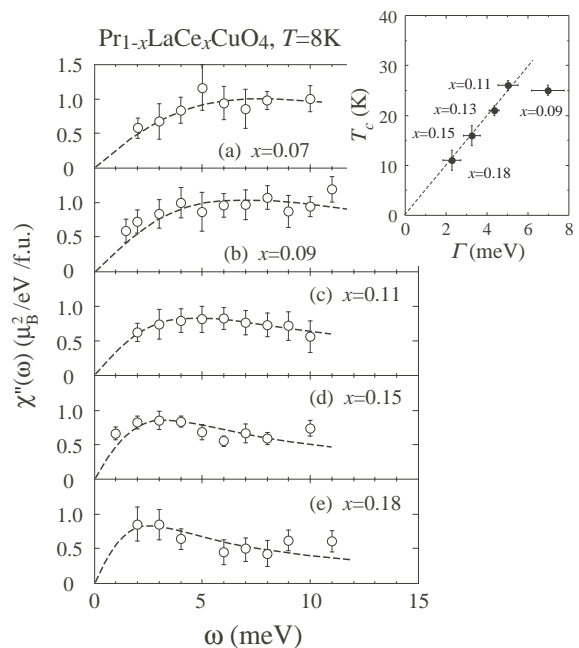 Pr1-xLaCexCuO4, T=8K
1.5
1.0
0.5
0
(a) x=0.07
1.0
0.5
0
(b) x=0.09
1.0
0.5
0
(c) x=0.11
1.0
0.5
0
(d) x=0.15
1.0
0.5
0
(e) x=0.18
0 5 10 15
ω (meV)
χ"(ω) (μB2/eV /f.u.)
40
30
20
10
0
Tc (K)
x=0.11
x=0.13
x=0.09
x=0.15
x=0.18
0 2 4 6 8
Γ (meV)